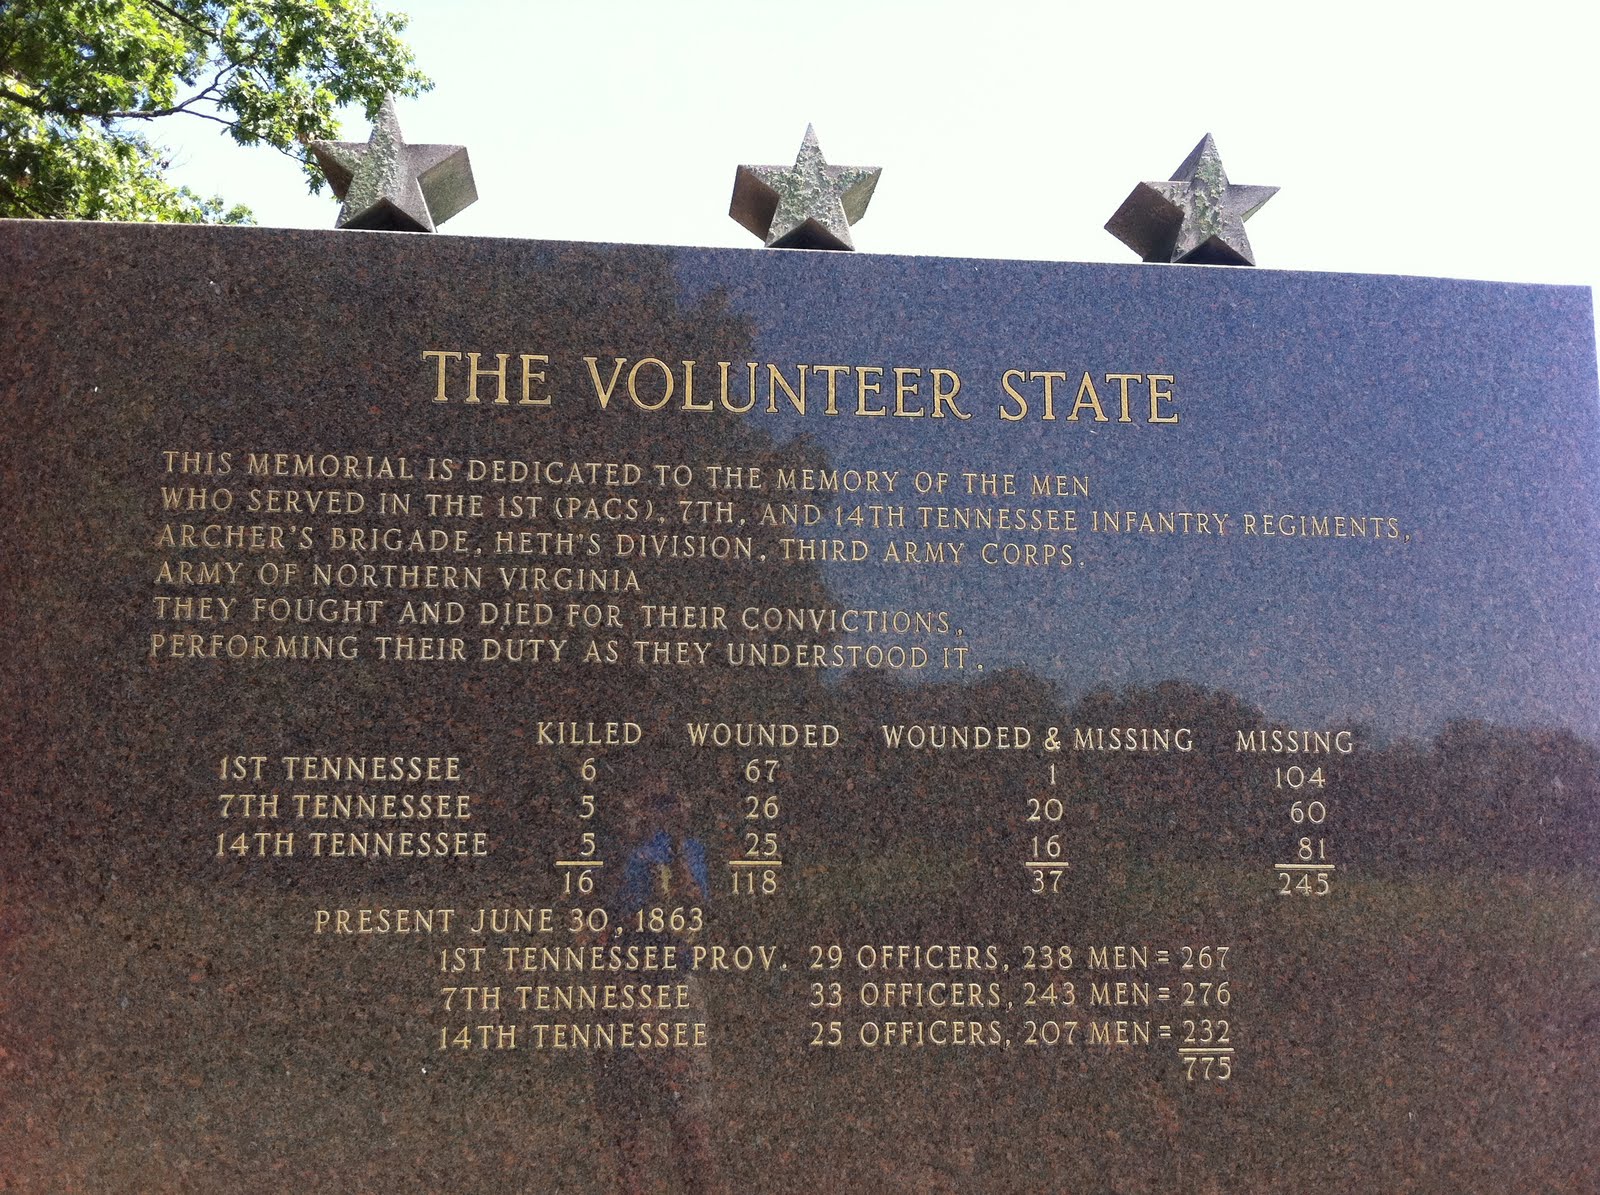 THE VOLUNTEER STATE
THIS MEMORIAL IS DEDICATED TO THE MEMORY OF THE MEN
WHO SERVED IN THE 1ST (PACS), 7TH, AND 14TH TENNESSEE INFANTRY REGIMENTS,
ARCHER'S BRIGADE, HETH'S DIVISION, THIRD ARMY CORPS.
ARMY OF NORTHERN VIRGINIA
THEY FOUGHT AND DIED FOR THEIR CONVICTIONS,
PERFORMING THEIR DUTY AS THEY UNDERSTOOD IT.
KILLED WOUNDED WOUNDED & MISSING MISSING
1ST TENNESSEE 6 67 1 104
7TH TENNESSEE 5 26 20 60
14TH TENNESSEE 5 25 16 81
16 118 37 245
PRESENT JUNE 30, 1863
1ST TENNESSEE PROV. 29 OFFICERS, 238 MEN = 267
7TH TENNESSEE 33 OFFICERS, 243 MEN = 276
14TH TENNESSEE 25 OFFICERS, 207 MEN = 232
775